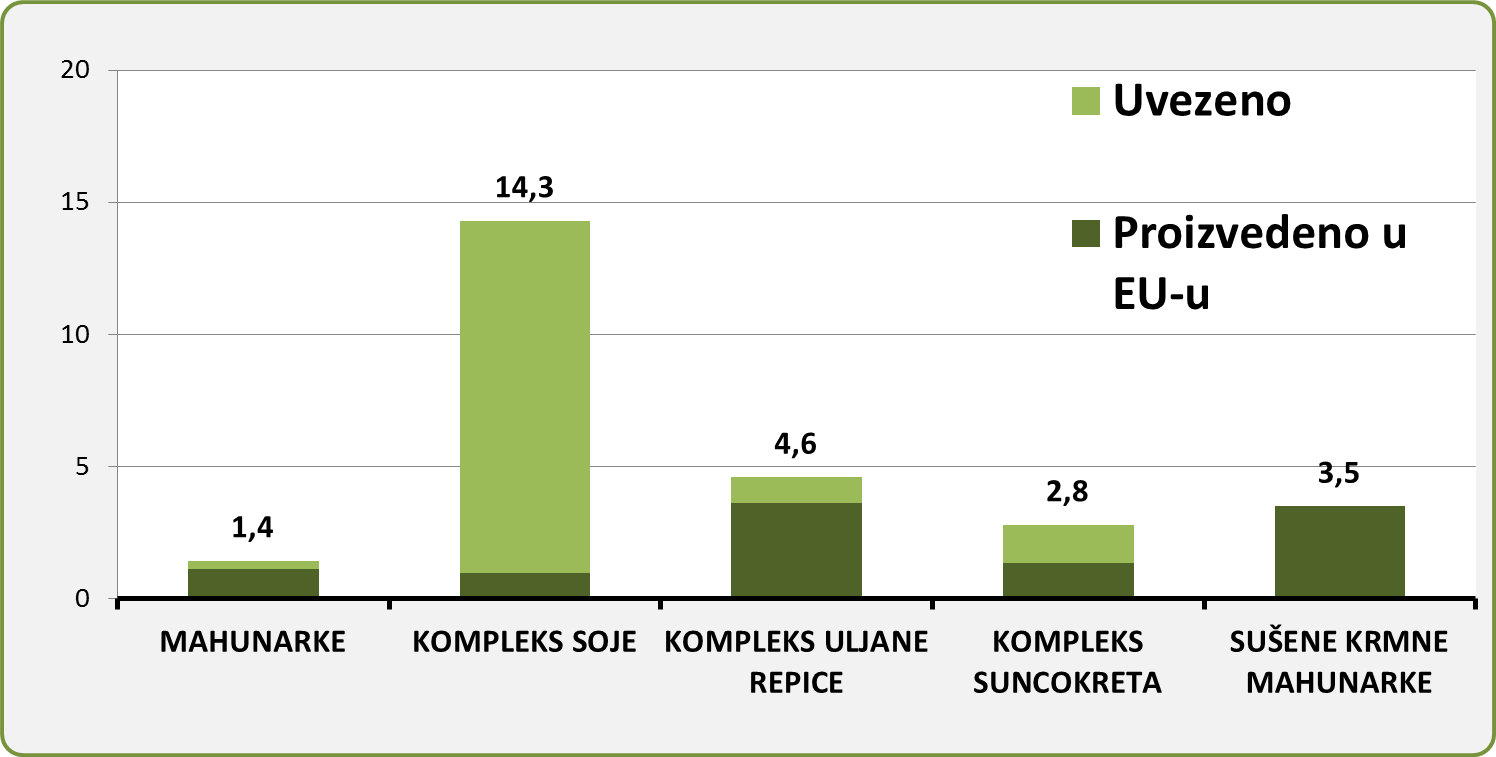 20
15
10
5
0
Uvezeno
Proizvedeno u
EU-u
1,4
14,3
4,6
2,8
3,5
MAHUNARKE
KOMPLEKS SOJE
KOMPLEKS ULJANE
REPICE
KOMPLEKS
SUNCOKRETA
SUŠENE KRMNE
MAHUNARKE